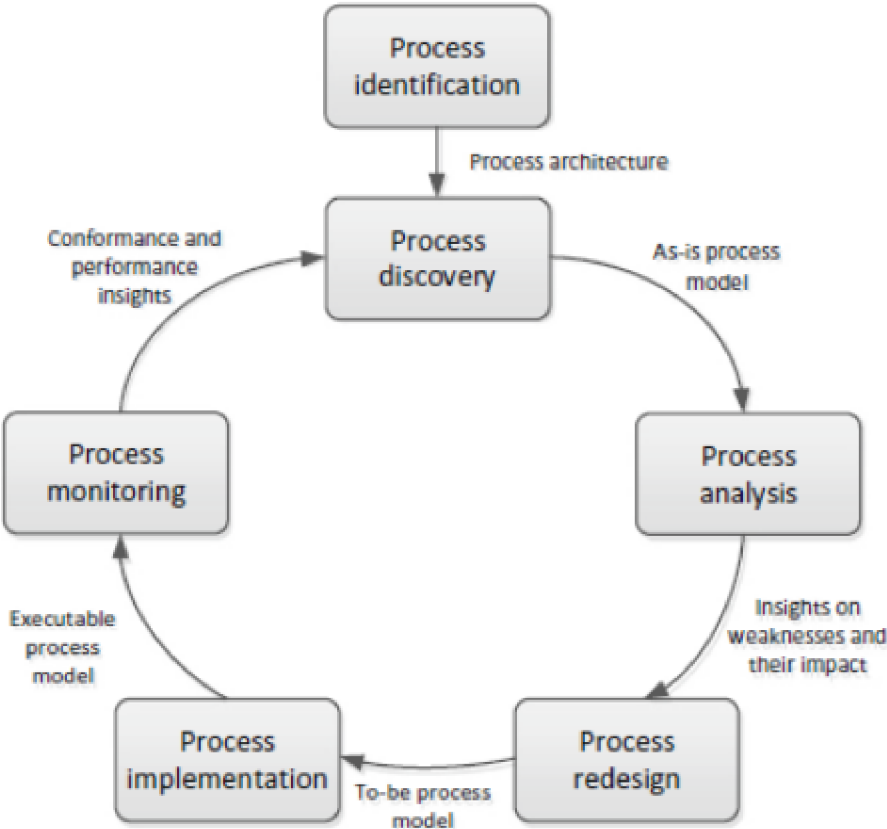 Process
identification
Process architecture
Process
discovery
Conformance and
performance
insights
As-is process
model
Process
monitoring
Process
analysis
Executable
process
model
Insights on
weaknesses and
their impact
Process
implementation
Process
redesign
To-be process
model